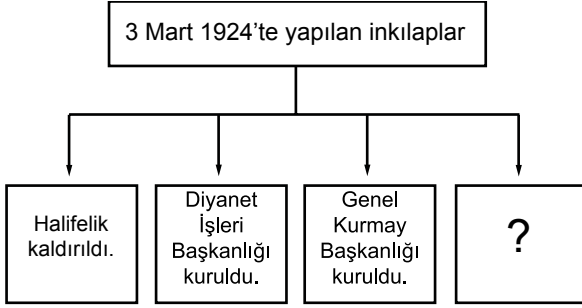 3 Mart 1924’te yapılan inkılaplar
Halifelik
kaldırıldı.
Diyanet
İşleri
Başkanlığı
kuruldu.
Genel
Kurmay
Başkanlığı
kuruldu.
?